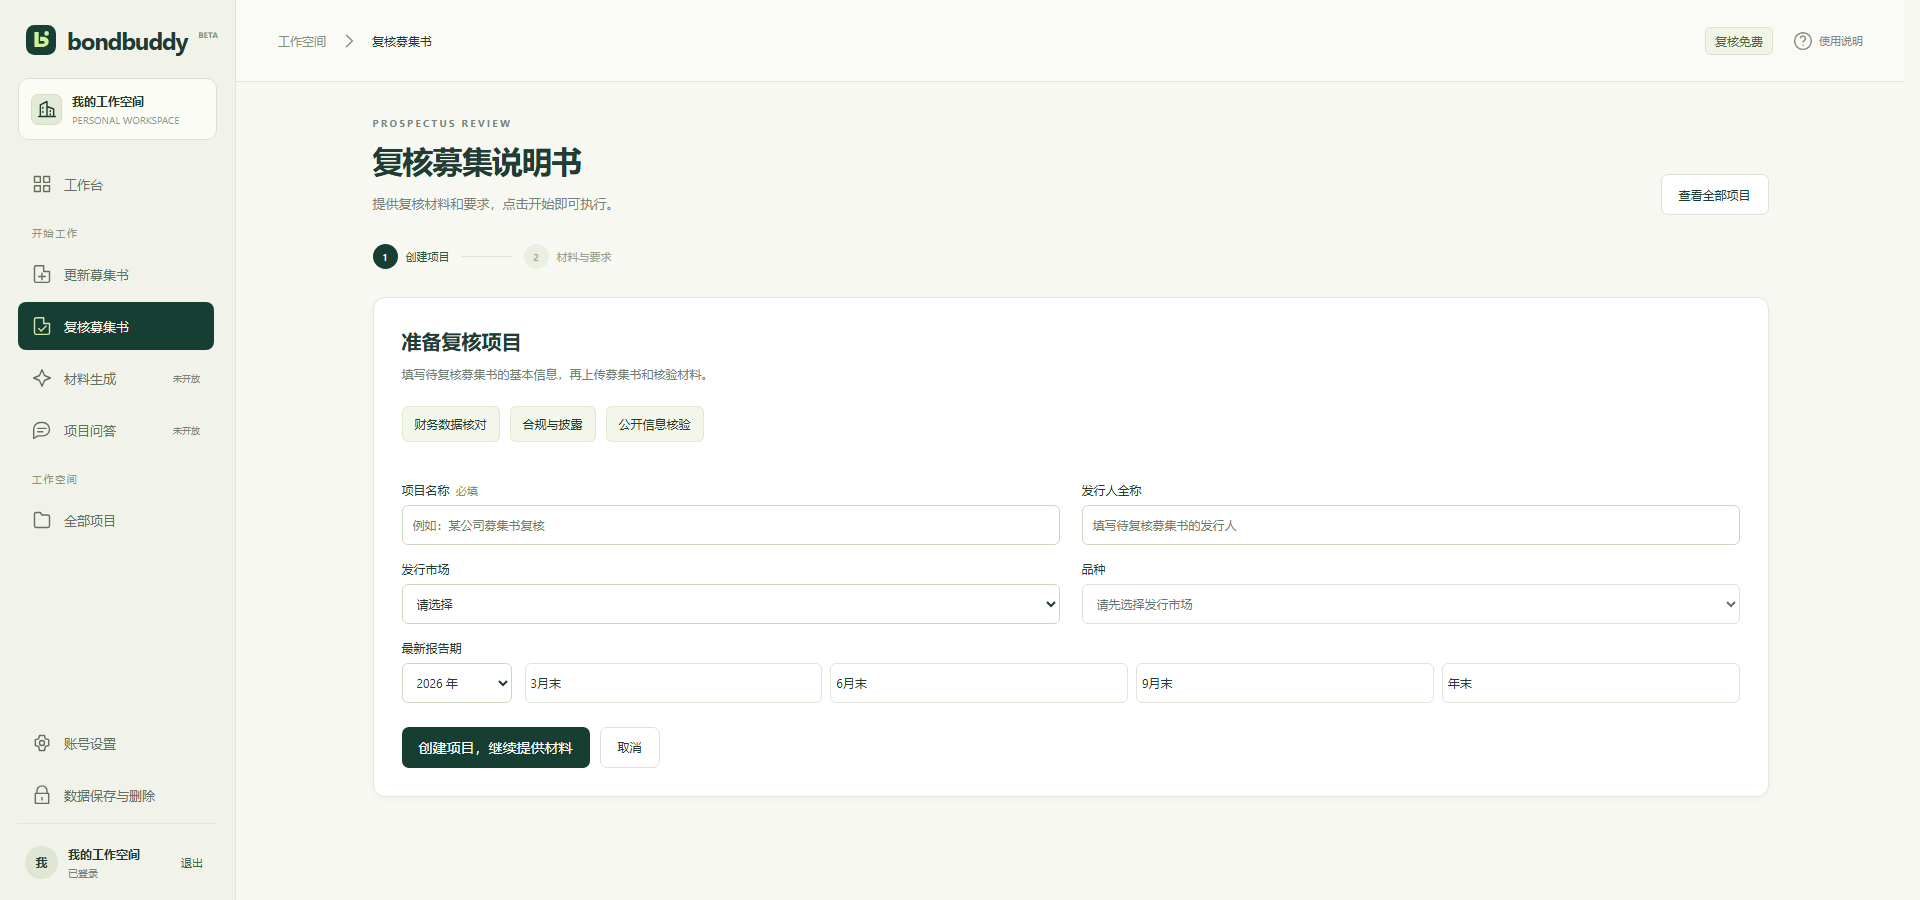 bondbuddy BETA
我的工作空间
PERSONAL WORKSPACE
工作台
开始工作
更新募集书
复核募集书
材料生成 未开放
项目问答 未开放
工作空间
全部项目
账号设置
数据保存与删除
我 我的工作空间
已登录
退出
工作空间 复核募集书
复核免费 使用说明
PROSPECTUS REVIEW
复核募集说明书
提供复核材料和要求，点击开始即可执行。
查看全部项目
1 创建项目 2 材料与要求
准备复核项目
填写待复核募集书的基本信息，再上传募集书和核验材料。
财务数据核对 合规与披露 公开信息核验
项目名称 必填
例如：某公司募集书复核
发行人全称
填写待复核募集书的发行人
发行市场
请选择
品种
请先选择发行市场
最新报告期
2026 年 3月末 6月末 9月末 年末
创建项目，继续提供材料 取消